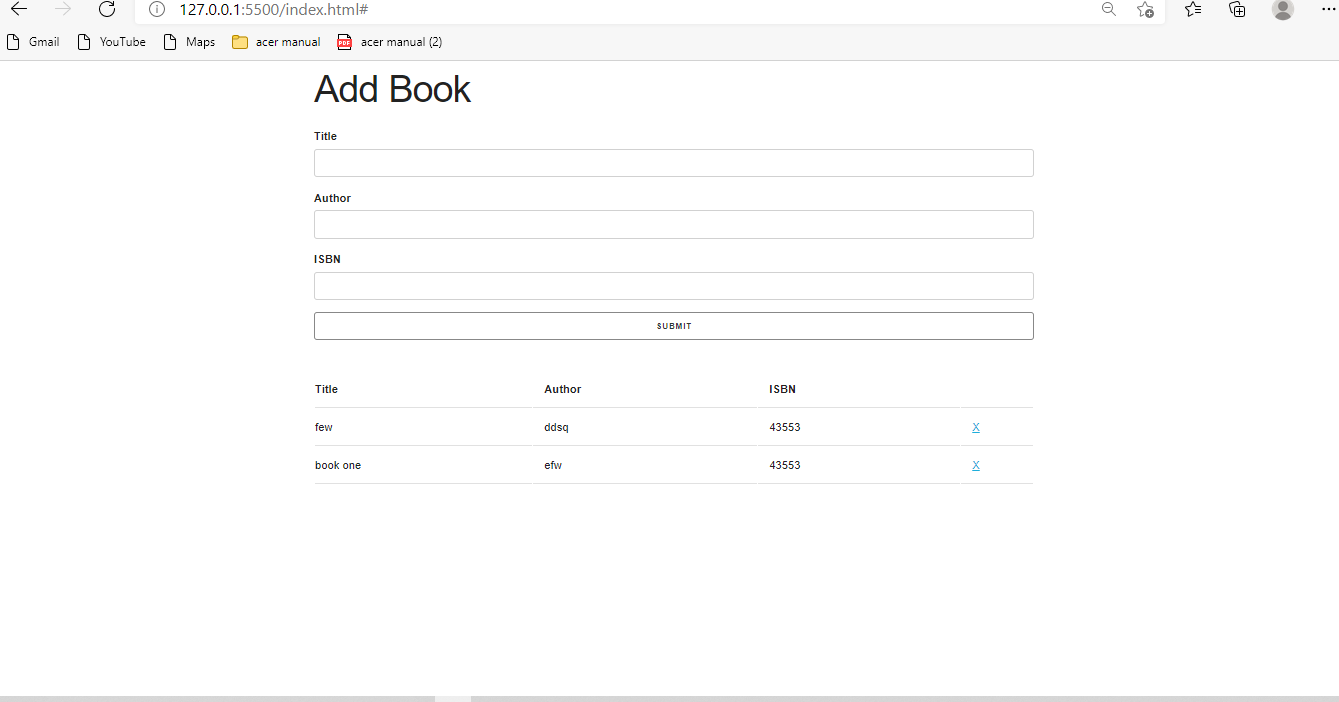 127.0.0.1:5500/index.html#
Gmail YouTube Maps acer manual PDF acer manual (2)
Add Book
Title
Author
ISBN
SUBMIT
Title Author ISBN
few ddsq 43553 X
book one efw 43553 X